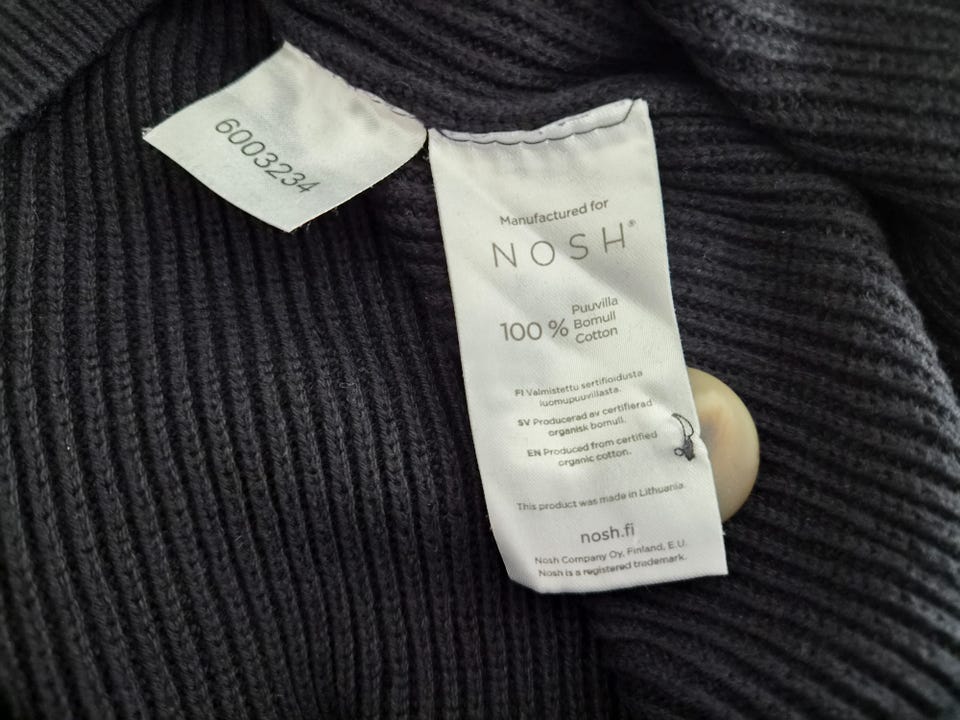 6003234
Manufactured for
NOSH®
100 % Puuvilla
Bomull
Cotton
FI Valmistettu sertifioidusta
luomupuuvillasta.
SV Producerad av certifierad
organisk bomull.
EN Produced from certified
organic cotton.
This product was made in Lithuania.
nosh.fi
Nosh Company Oy, Finland, E.U.
Nosh is a registered trademark.